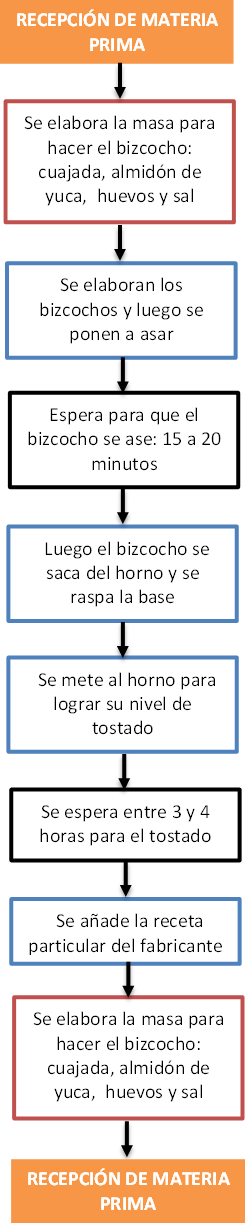 RECEPCIÓN DE MATERIA
PRIMA
Se elabora la masa para
hacer el bizcocho:
cuajada, almidón de
yuca, huevos y sal
Se elaboran los
bizcochos y luego se
ponen a asar
Espera para que el
bizcocho se ase: 15 a 20
minutos
Luego el bizcocho se
saca del horno y se
raspa la base
Se mete al horno para
lograr su nivel de
tostado
Se espera entre 3 y 4
horas para el tostado
Se añade la receta
particular del fabricante
Se elabora la masa para
hacer el bizcocho:
cuajada, almidón de
yuca, huevos y sal
RECEPCIÓN DE MATERIA
PRIMA